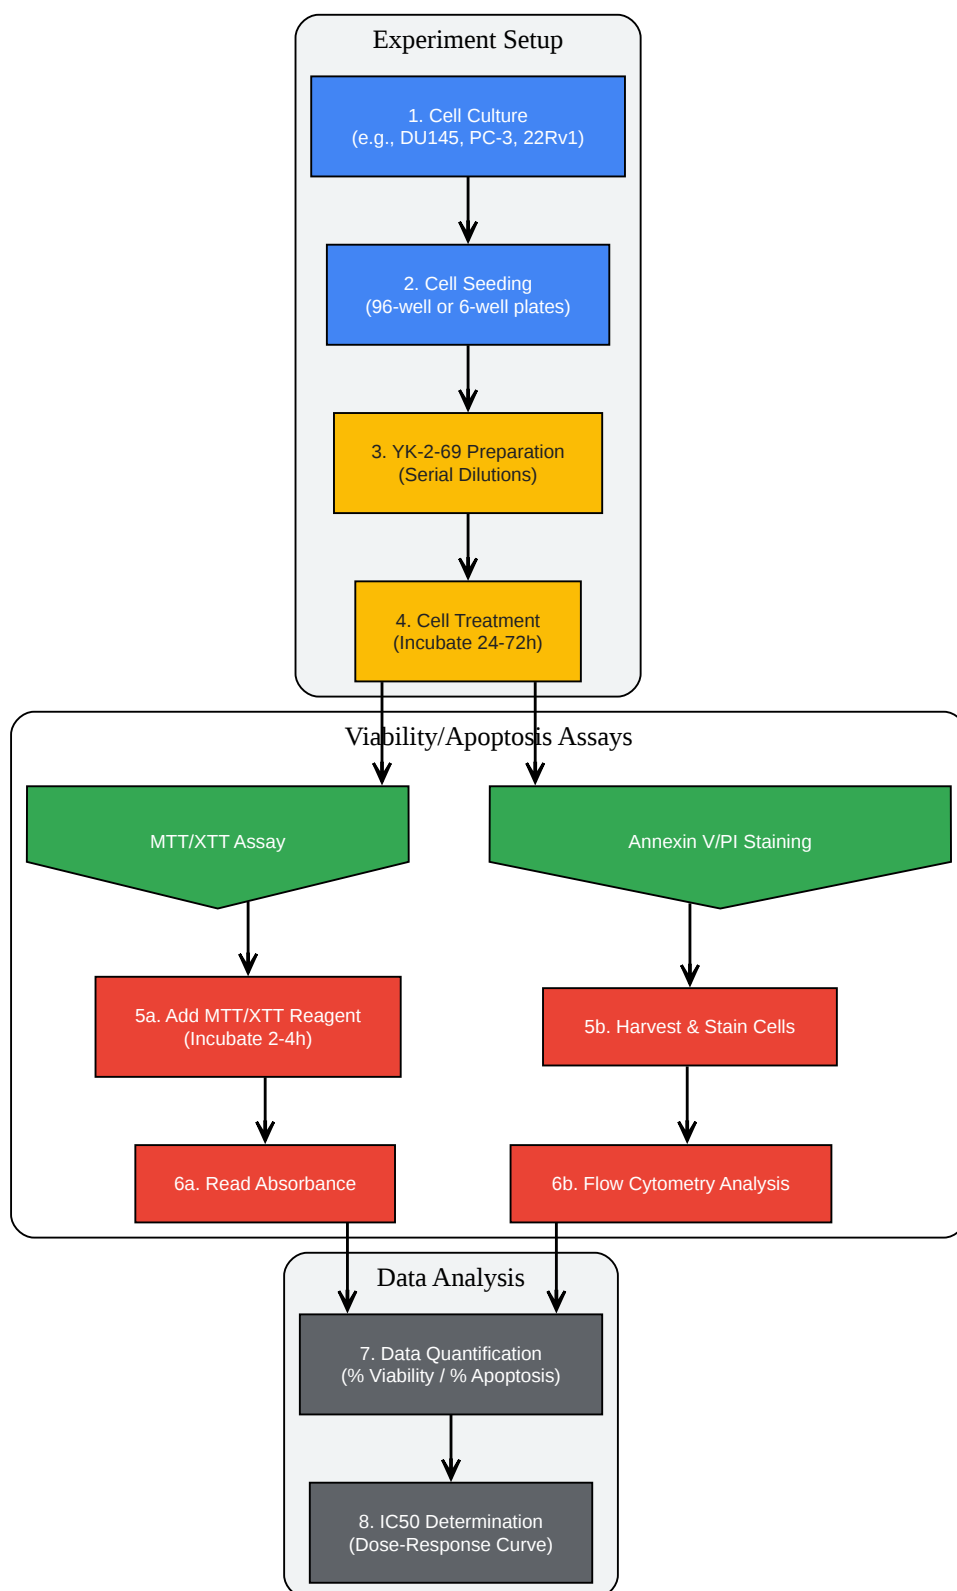 Experiment Setup
1. Cell Culture
(e.g., DU145, PC-3, 22Rv1)
2. Cell Seeding
(96-well or 6-well plates)
3. YK-2-69 Preparation
(Serial Dilutions)
4. Cell Treatment
(Incubate 24-72h)
Viability/Apoptosis Assays
MTT/XTT Assay
Annexin V/PI Staining
5a. Add MTT/XTT Reagent
(Incubate 2-4h)
5b. Harvest & Stain Cells
6a. Read Absorbance
6b. Flow Cytometry Analysis
Data Analysis
7. Data Quantification
(% Viability / % Apoptosis)
8. IC50 Determination
(Dose-Response Curve)